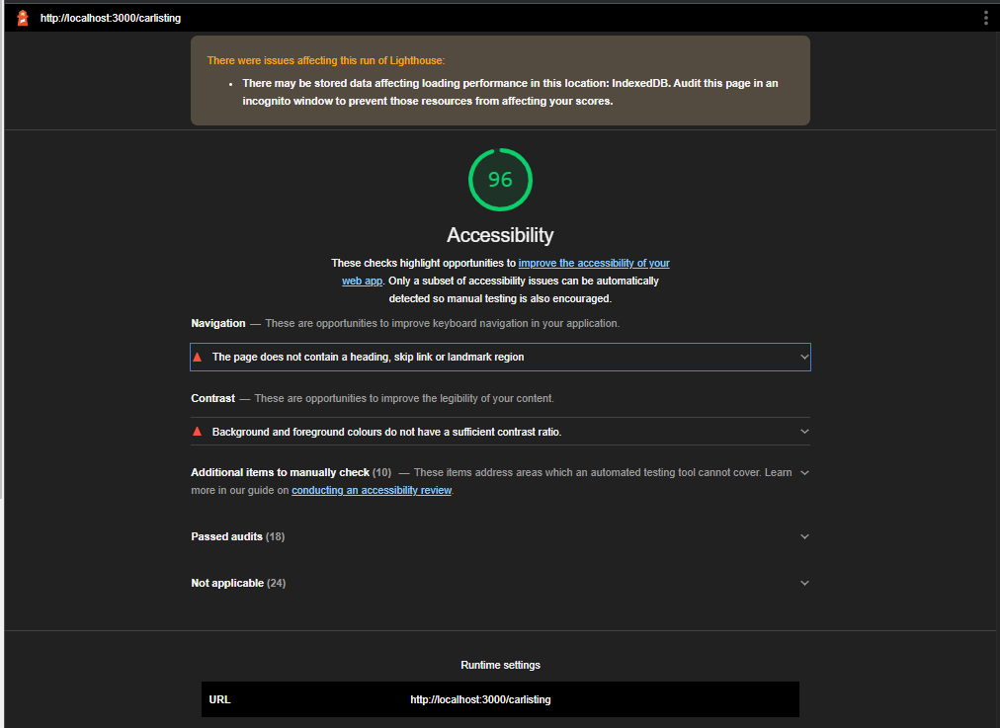 http://localhost:3000/carlisting
There were issues affecting this run of Lighthouse:
• There may be stored data affecting loading performance in this location: IndexedDB. Audit this page in an
incognito window to prevent those resources from affecting your scores.
96
Accessibility
These checks highlight opportunities to improve the accessibility of your
web app. Only a subset of accessibility issues can be automatically
detected so manual testing is also encouraged.
Navigation — These are opportunities to improve keyboard navigation in your application.
The page does not contain a heading, skip link or landmark region
Contrast — These are opportunities to improve the legibility of your content.
Background and foreground colours do not have a sufficient contrast ratio.
Additional items to manually check (10) — These items address areas which an automated testing tool cannot cover. Learn
more in our guide on conducting an accessibility review.
Passed audits (18)
Not applicable (24)
Runtime settings
URL http://localhost:3000/carlisting